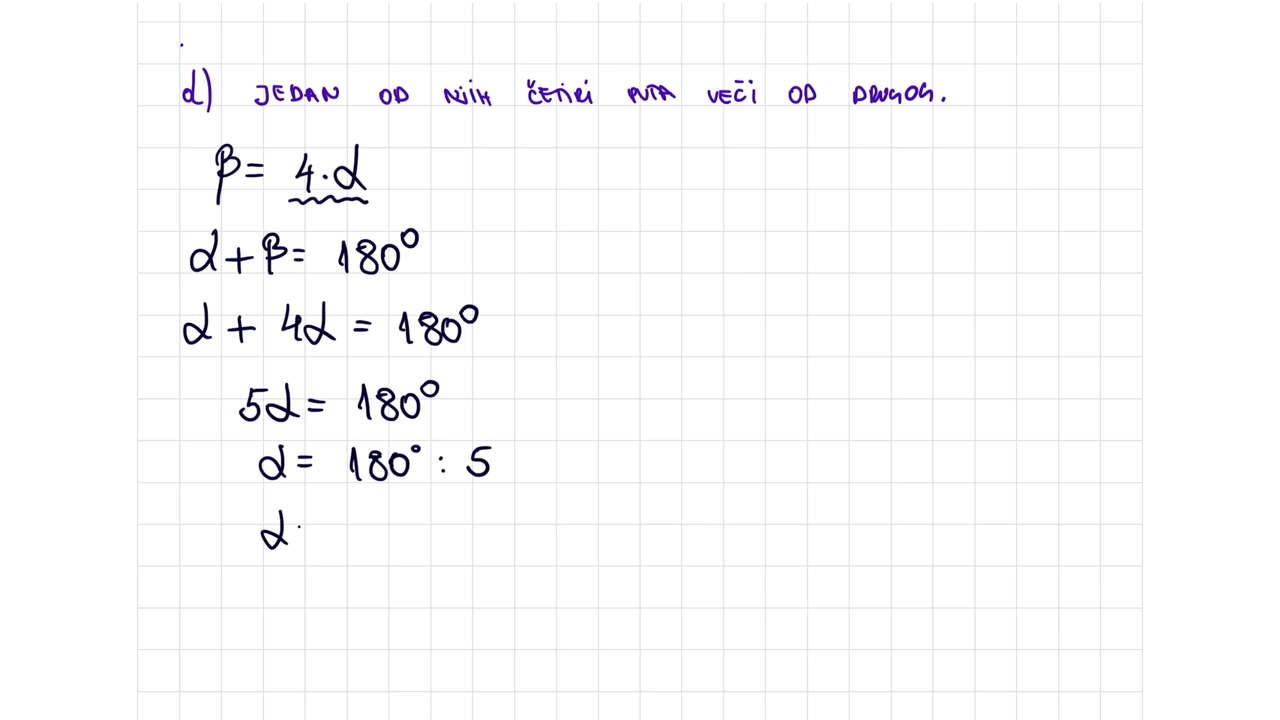 d) JEDAN OD NJIH ČETIRI PUTA VEĆI OD DRUGOG.
β = 4·α
α + β = 180°
α + 4α = 180°
5α = 180°
α = 180° : 5
α